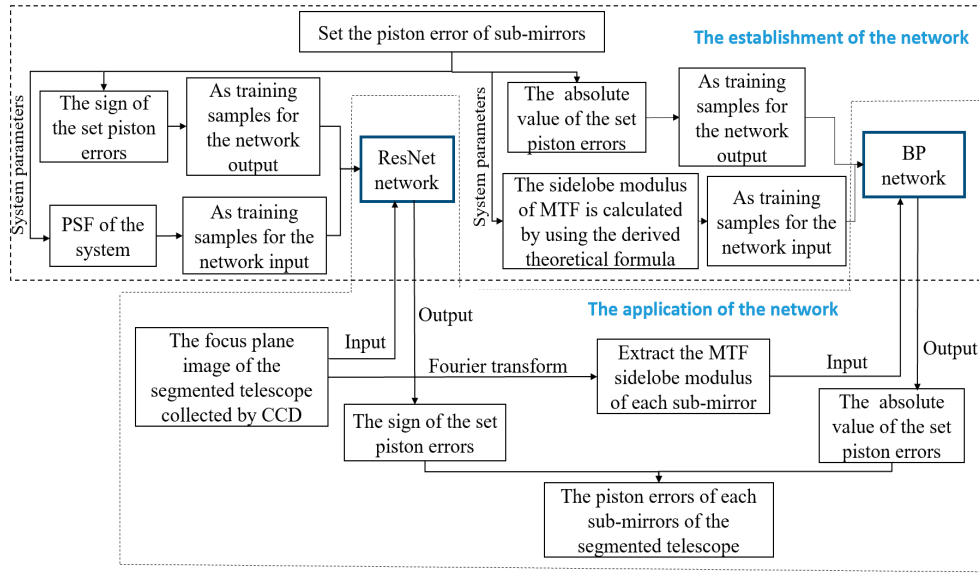 Set the piston error of sub-mirrors
The establishment of the network
System parameters
The sign of
the set piston
errors
As training
samples for
the network
output
PSF of the
system
As training
samples for the
network input
ResNet
network
System parameters
The absolute
value of the set
piston errors
As training
samples for
the network
output
The sidelobe modulus
of MTF is calculated
by using the derived
theoretical formula
As training
samples for the
network input
BP
network
The application of the network
The focus plane
image of the
segmented telescope
collected by CCD
Input
Output
Fourier transform
Extract the MTF
sidelobe modulus
of each sub-mirror
Input
Output
The sign of the set
piston errors
The absolute
value of the set
piston errors
The piston errors of each
sub-mirrors of the
segmented telescope